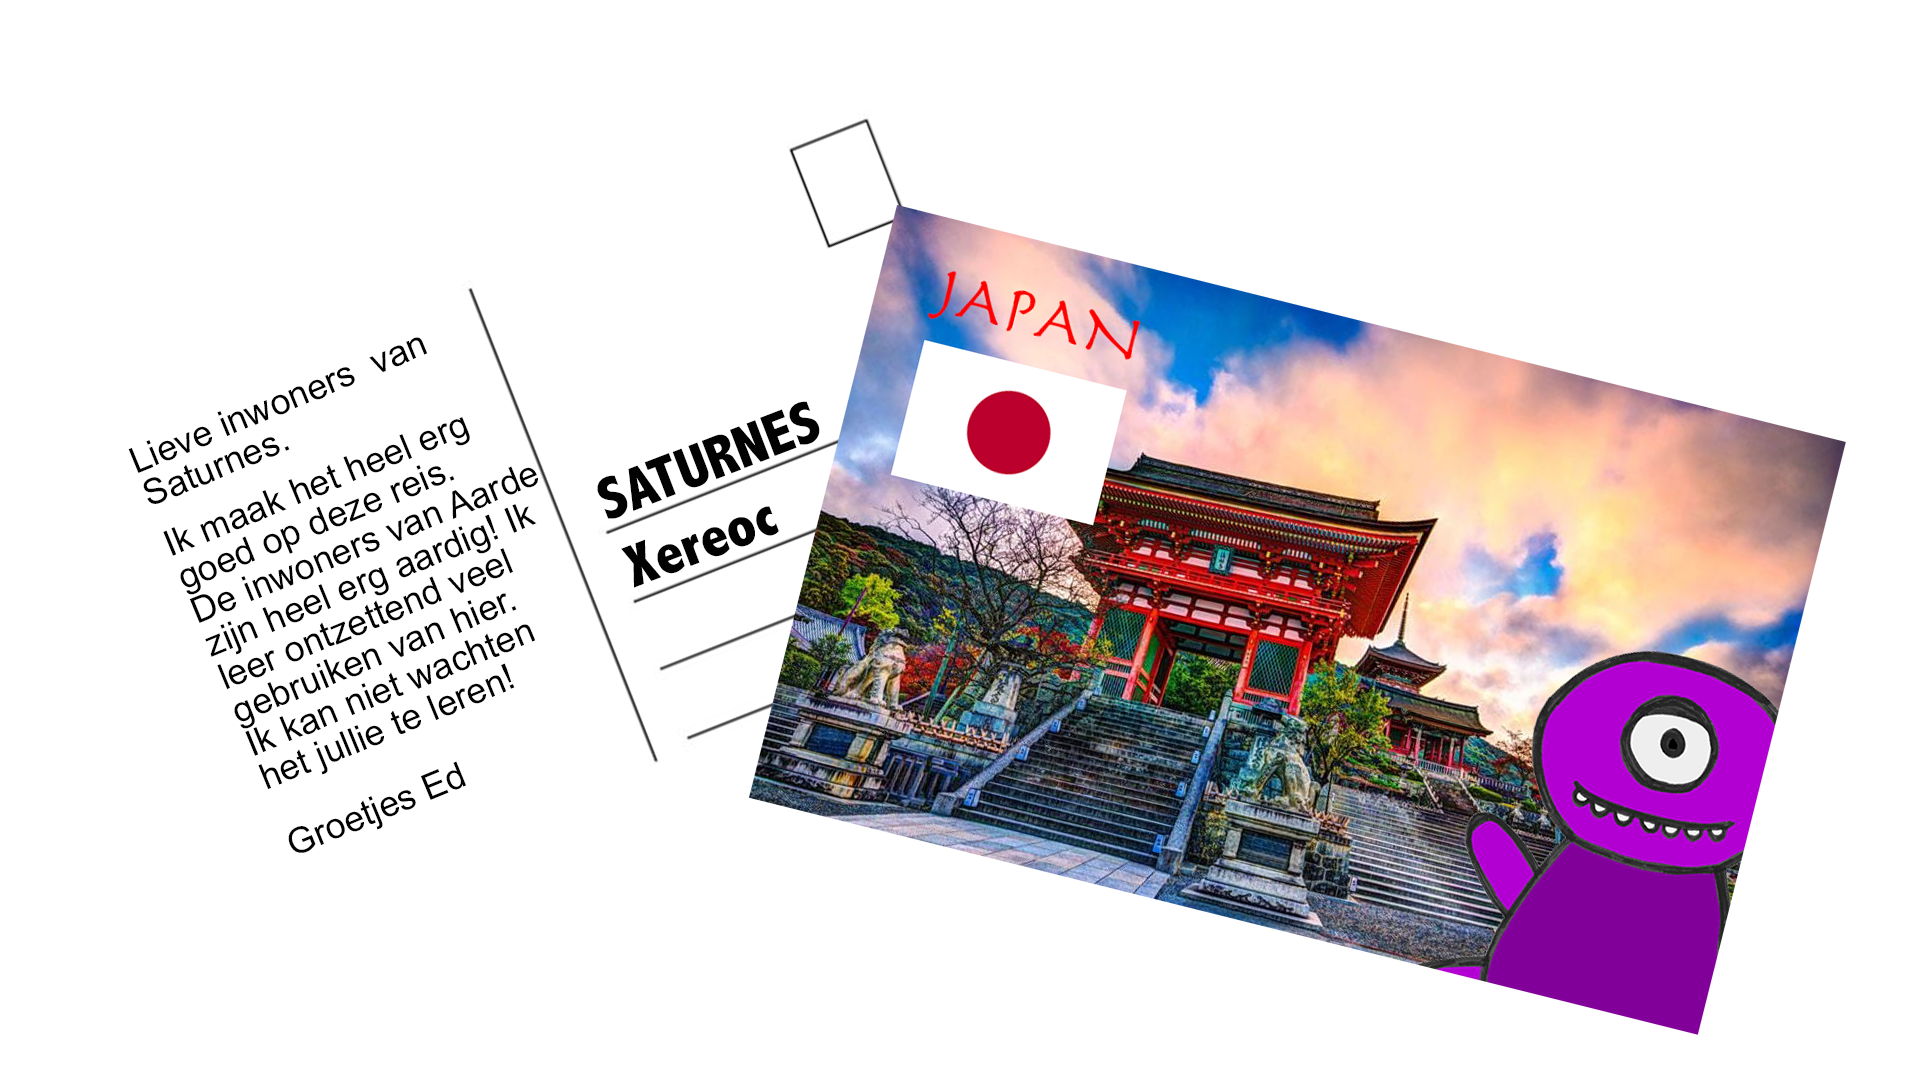 Lieve inwoners van
Saturnes.
Ik maak het heel erg
goed op deze reis.
De inwoners van Aarde
zijn heel erg aardig! Ik
leer ontzettend veel
gebruiken van hier.
Ik kan niet wachten
het jullie te leren!
Groetjes Ed
SATURNES
Xereoc
JAPAN